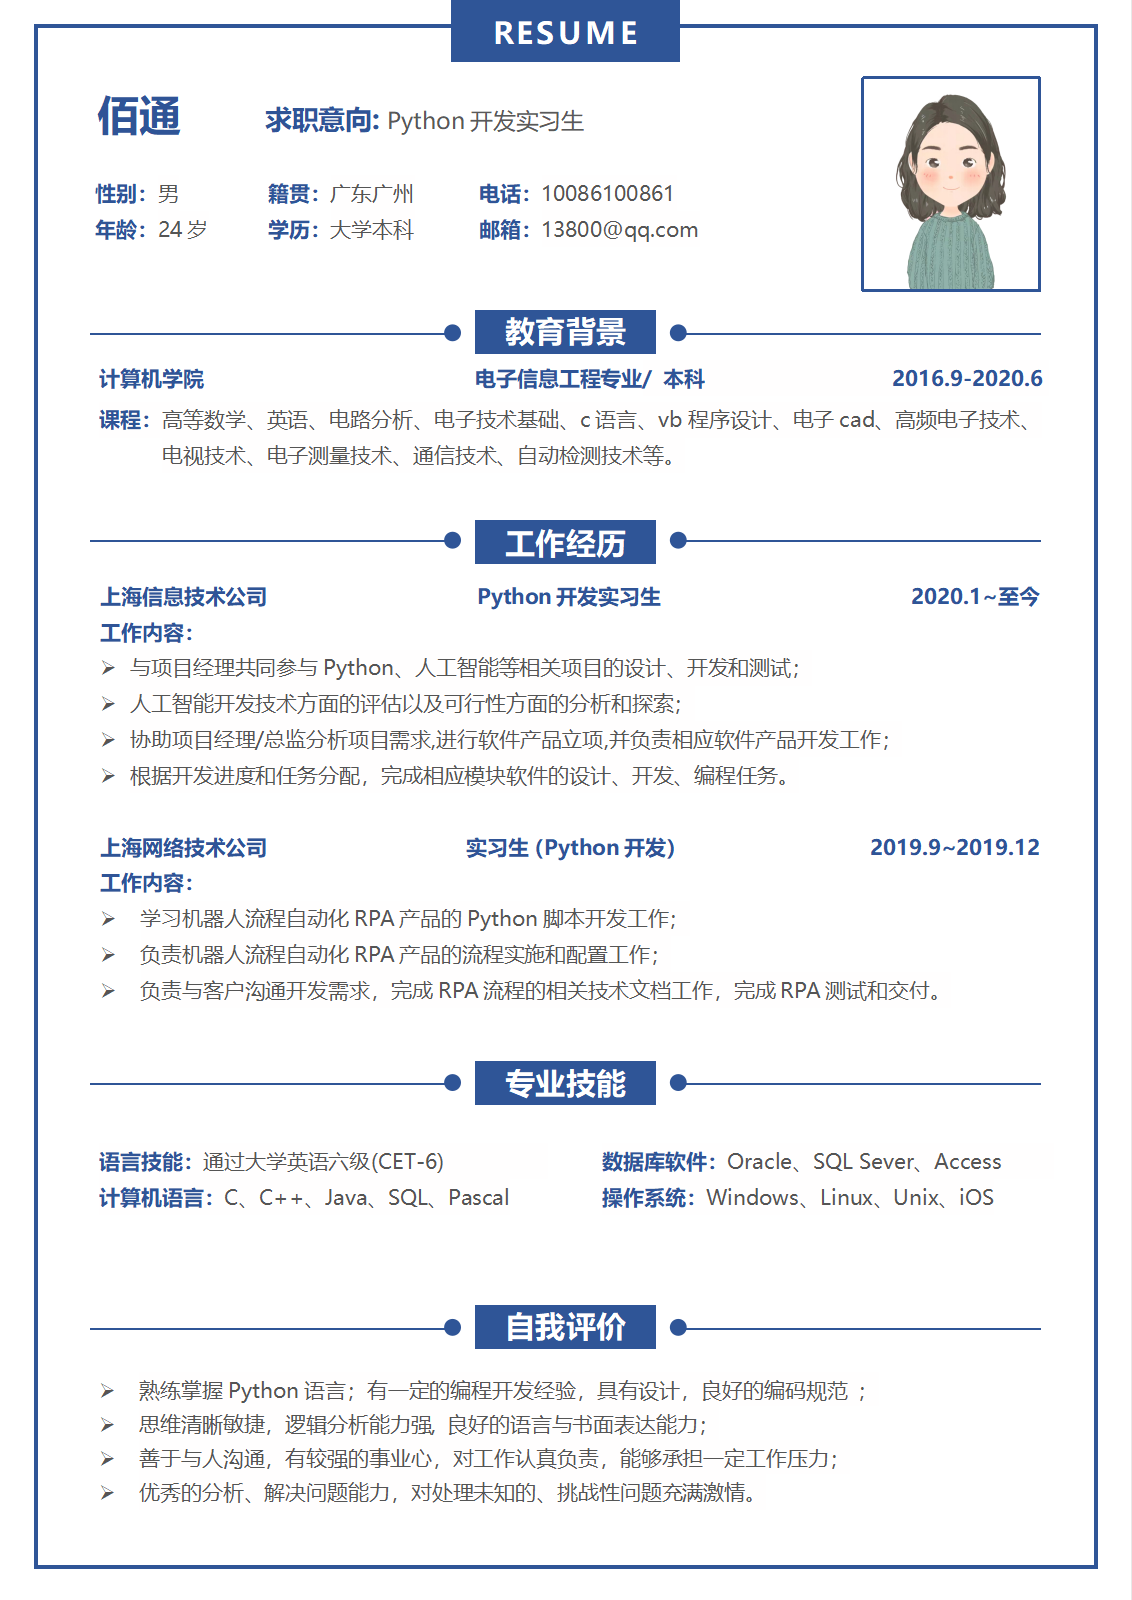 RESUME
佰通 求职意向: Python 开发实习生
性别：男 籍贯：广东广州 电话：10086100861
年龄：24 岁 学历：大学本科 邮箱：13800@qq.com
教育背景
计算机学院 电子信息工程专业/ 本科 2016.9-2020.6
课程：高等数学、英语、电路分析、电子技术基础、c 语言、vb 程序设计、电子 cad、高频电子技术、
电视技术、电子测量技术、通信技术、自动检测技术等。
工作经历
上海信息技术公司 Python 开发实习生 2020.1~至今
工作内容：
➢ 与项目经理共同参与 Python、人工智能等相关项目的设计、开发和测试；
➢ 人工智能开发技术方面的评估以及可行性方面的分析和探索；
➢ 协助项目经理/总监分析项目需求,进行软件产品立项,并负责相应软件产品开发工作；
➢ 根据开发进度和任务分配，完成相应模块软件的设计、开发、编程任务。
上海网络技术公司 实习生（Python 开发） 2019.9~2019.12
工作内容：
➢ 学习机器人流程自动化 RPA 产品的 Python 脚本开发工作；
➢ 负责机器人流程自动化 RPA 产品的流程实施和配置工作；
➢ 负责与客户沟通开发需求，完成 RPA 流程的相关技术文档工作，完成 RPA 测试和交付。
专业技能
语言技能：通过大学英语六级(CET-6) 数据库软件：Oracle、SQL Sever、Access
计算机语言：C、C++、Java、SQL、Pascal 操作系统：Windows、Linux、Unix、iOS
自我评价
➢ 熟练掌握 Python 语言；有一定的编程开发经验，具有设计，良好的编码规范 ；
➢ 思维清晰敏捷，逻辑分析能力强, 良好的语言与书面表达能力；
➢ 善于与人沟通，有较强的事业心，对工作认真负责，能够承担一定工作压力；
➢ 优秀的分析、解决问题能力，对处理未知的、挑战性问题充满激情。